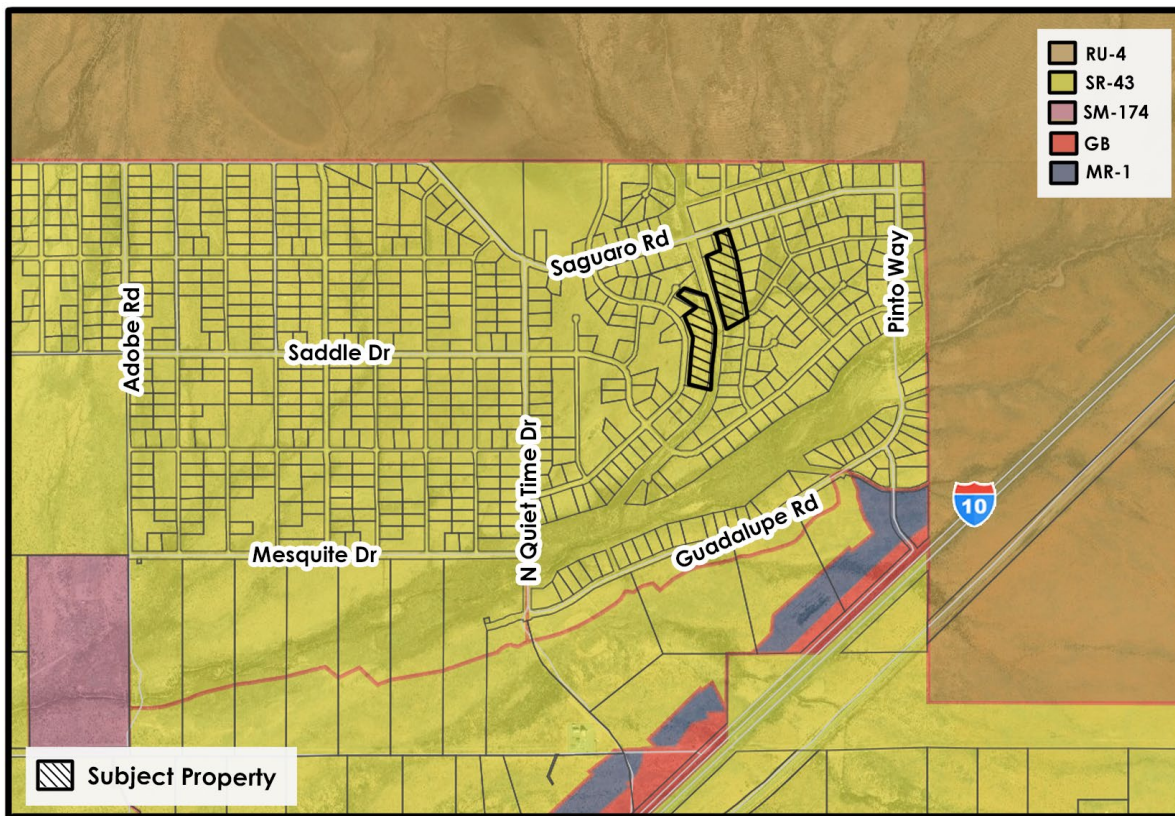 RU-4
SR-43
SM-174
GB
MR-1
Saguaro Rd
Pinto Way
Adobe Rd
Saddle Dr
N Quiet Time Dr
10
Guadalupe Rd
Mesquite Dr
Subject Property